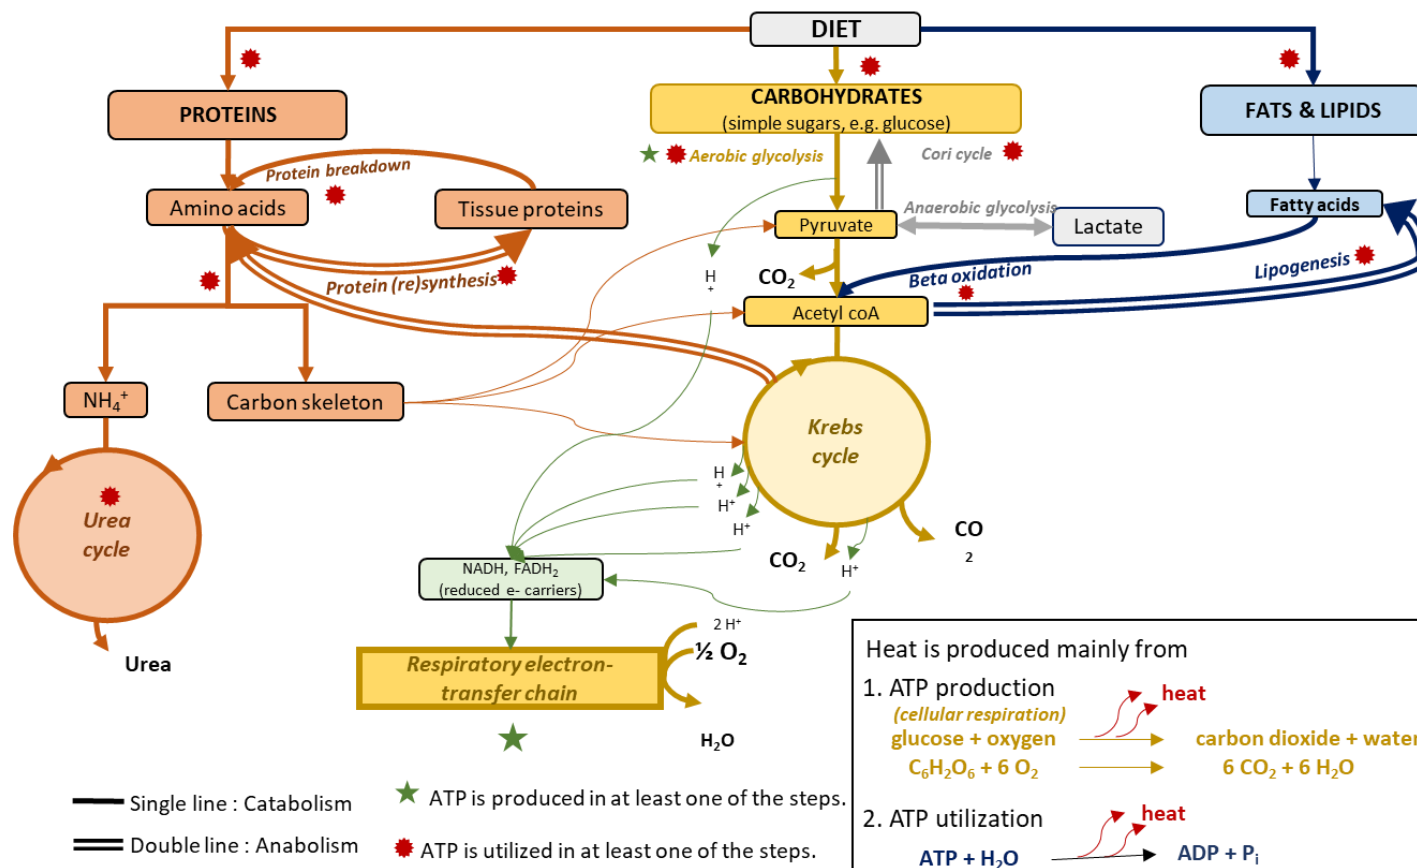 DIET
PROTEINS
CARBOHYDRATES
(simple sugars, e.g. glucose)
FATS & LIPIDS
Protein breakdown
Aerobic glycolysis
Cori cycle
Amino acids
Tissue proteins
Pyruvate
Anaerobic glycolysis
Lactate
Fatty acids
Protein (re)synthesis
H
+
CO₂
Beta oxidation
Lipogenesis
Acetyl coA
NH₄⁺
Carbon skeleton
Krebs
cycle
Urea
cycle
H
+
H⁺
H⁺
CO₂
H⁺
CO
2
NADH, FADH₂
(reduced e- carriers)
Urea
2 H⁺
½ O₂
Respiratory electron-
transfer chain
H₂O
Heat is produced mainly from
1. ATP production
(cellular respiration)
heat
glucose + oxygen
carbon dioxide + water
C₆H₂O₆ + 6 O₂
6 CO₂ + 6 H₂O
2. ATP utilization
heat
ATP + H₂O
ADP + Pᵢ
Single line : Catabolism
Double line : Anabolism
ATP is produced in at least one of the steps.
ATP is utilized in at least one of the steps.